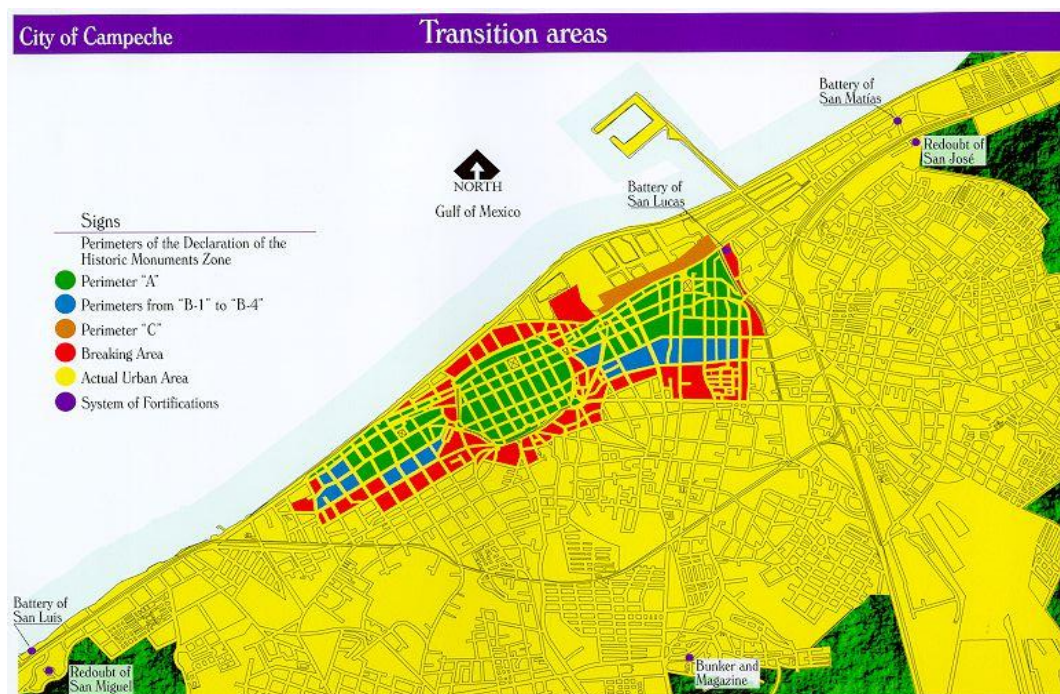 City of Campeche
Transition areas
Battery of
San Matías
Redoubt of
San José
NORTH
Gulf of Mexico
Battery of
San Lucas
Signs
Perimeters of the Declaration of the
Historic Monuments Zone
Perimeter "A"
Perimeters from "B-1" to "B-4"
Perimeter "C"
Breaking Area
Actual Urban Area
System of Fortifications
Battery of
San Luis
Redoubt of
San Miguel
Bunker and
Magazine